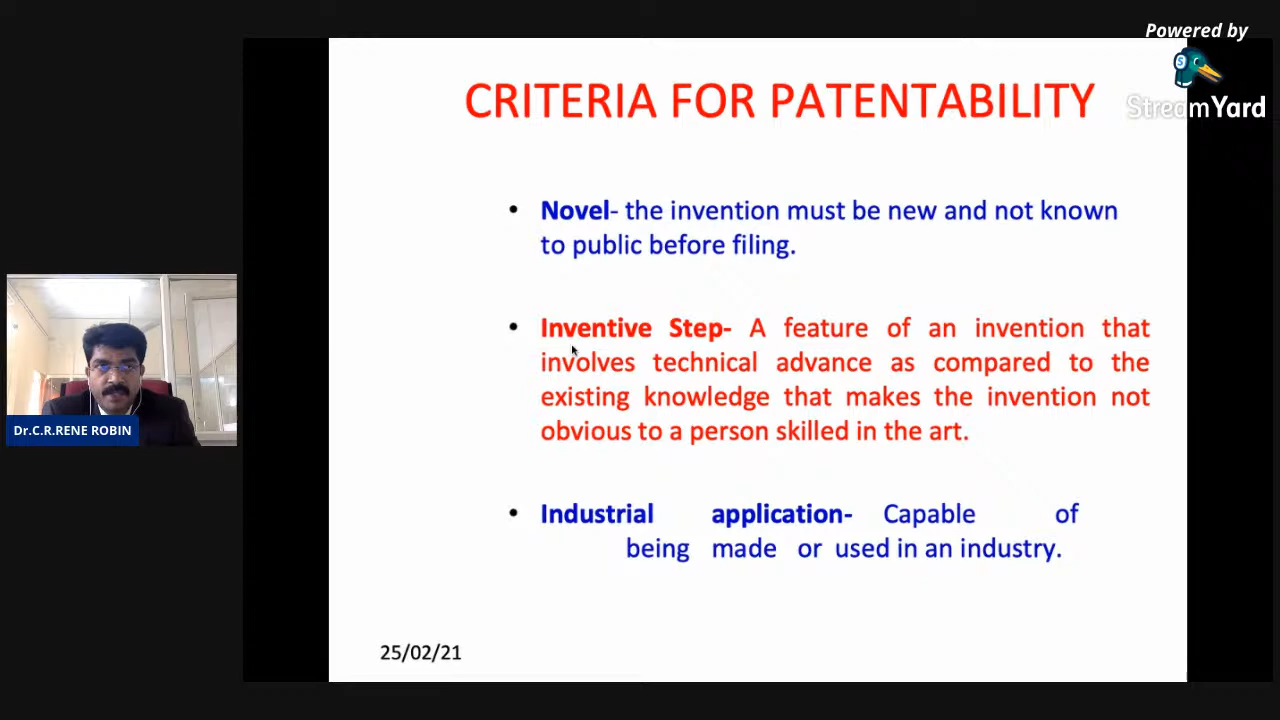 Powered by
StreamYard
CRITERIA FOR PATENTABILITY
• Novel- the invention must be new and not known
to public before filing.
• Inventive Step- A feature of an invention that
involves technical advance as compared to the
existing knowledge that makes the invention not
obvious to a person skilled in the art.
• Industrial application- Capable of
being made or used in an industry.
Dr.C.R.RENE ROBIN
25/02/21